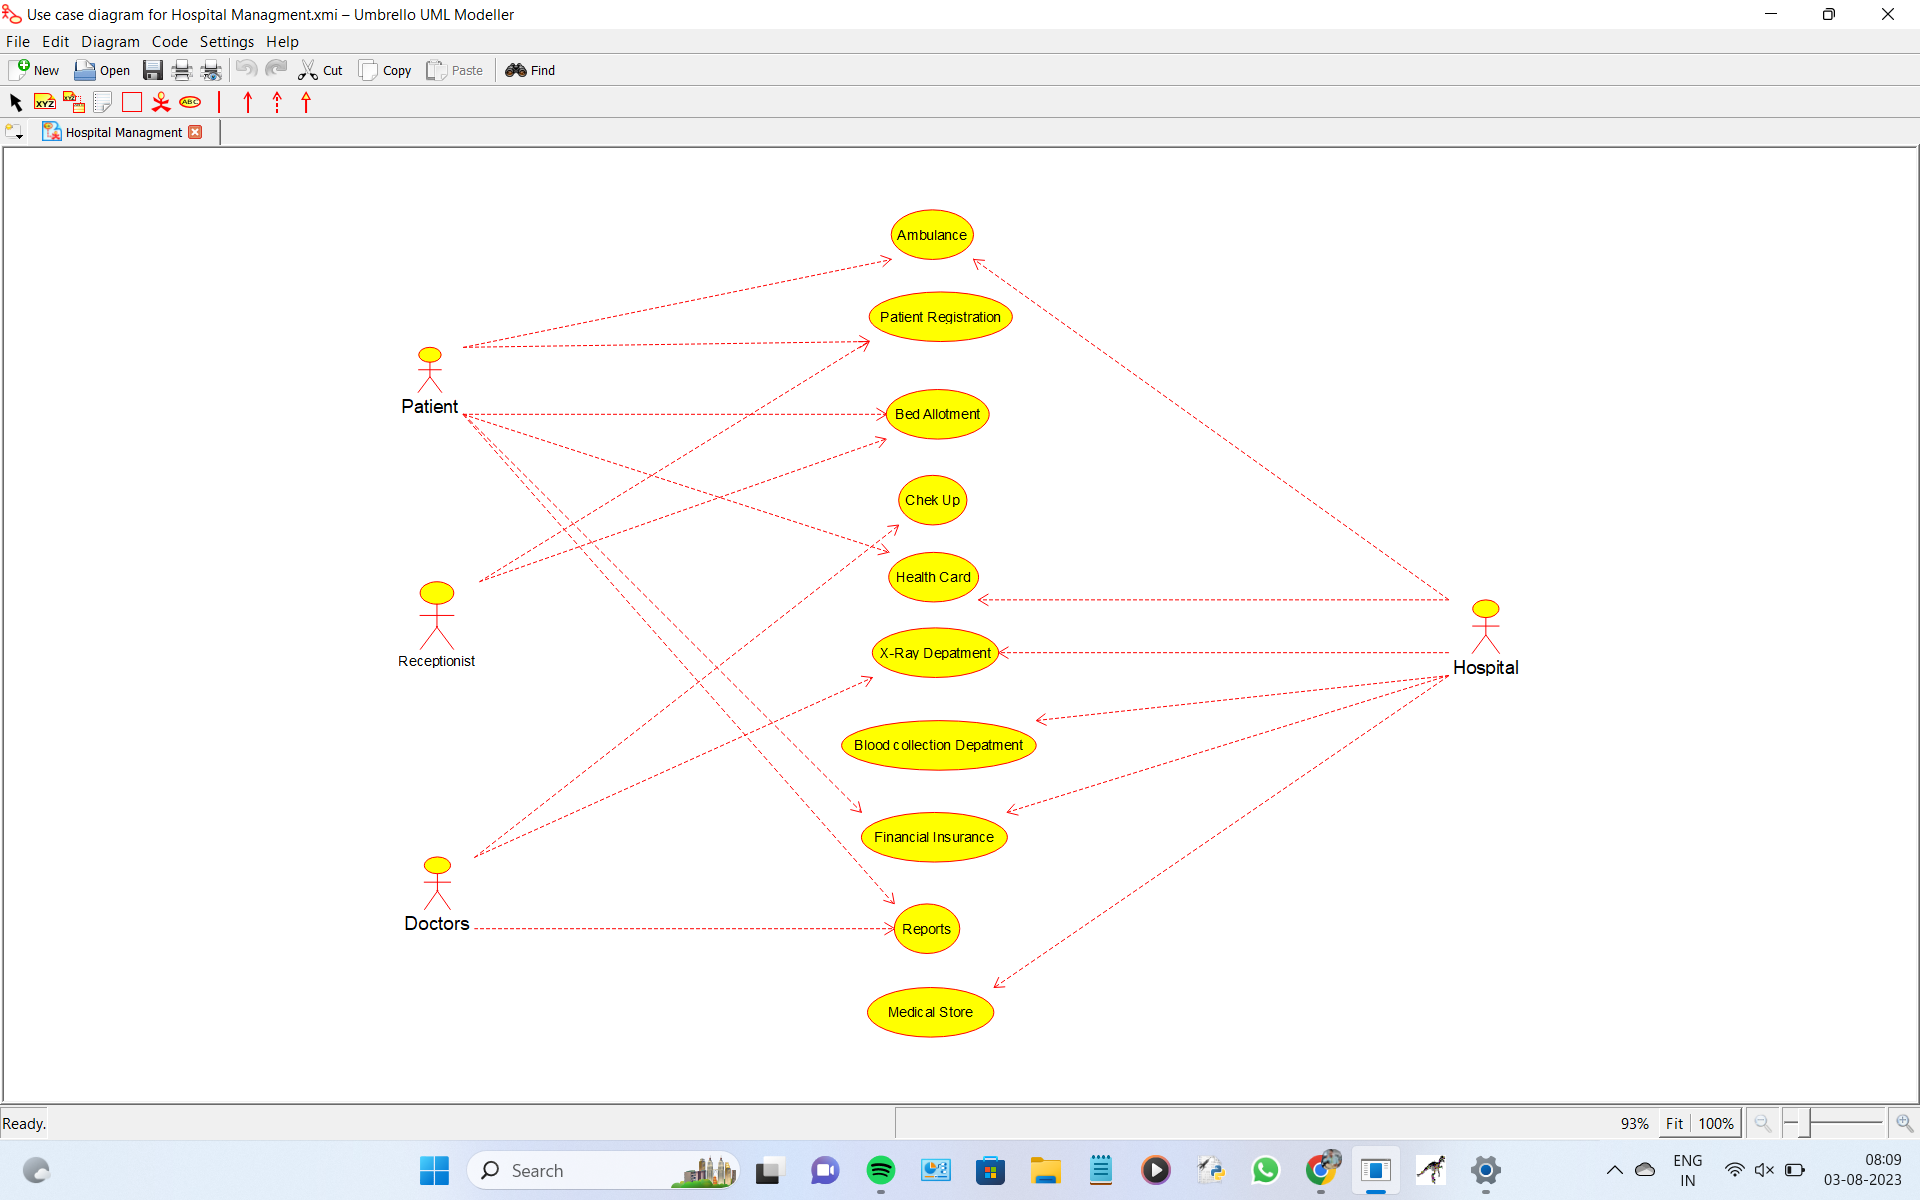 Use case diagram for Hospital Managment.xmi – Umbrello UML Modeller
File Edit Diagram Code Settings Help
New Open Cut Copy Paste Find
XYZ XYZ ABC
Hospital Managment
Ambulance
Patient Registration
Patient
Bed Allotment
Chek Up
Health Card
Receptionist
X-Ray Depatment
Hospital
Blood collection Depatment
Financial Insurance
Doctors
Reports
Medical Store
Ready.
93% Fit 100%
Search
ENG
IN
08:09
03-08-2023